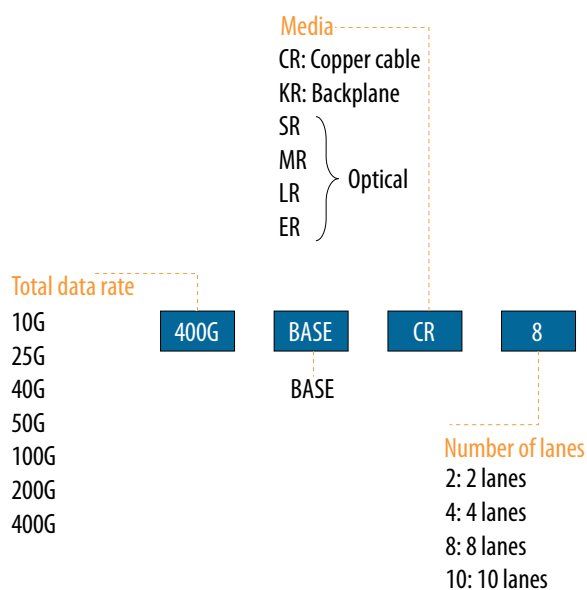 Media
CR: Copper cable
KR: Backplane
SR
MR
LR
ER
Optical
Total data rate
10G
25G
40G
50G
100G
200G
400G
400G
BASE
CR
8
BASE
Number of lanes
2: 2 lanes
4: 4 lanes
8: 8 lanes
10: 10 lanes